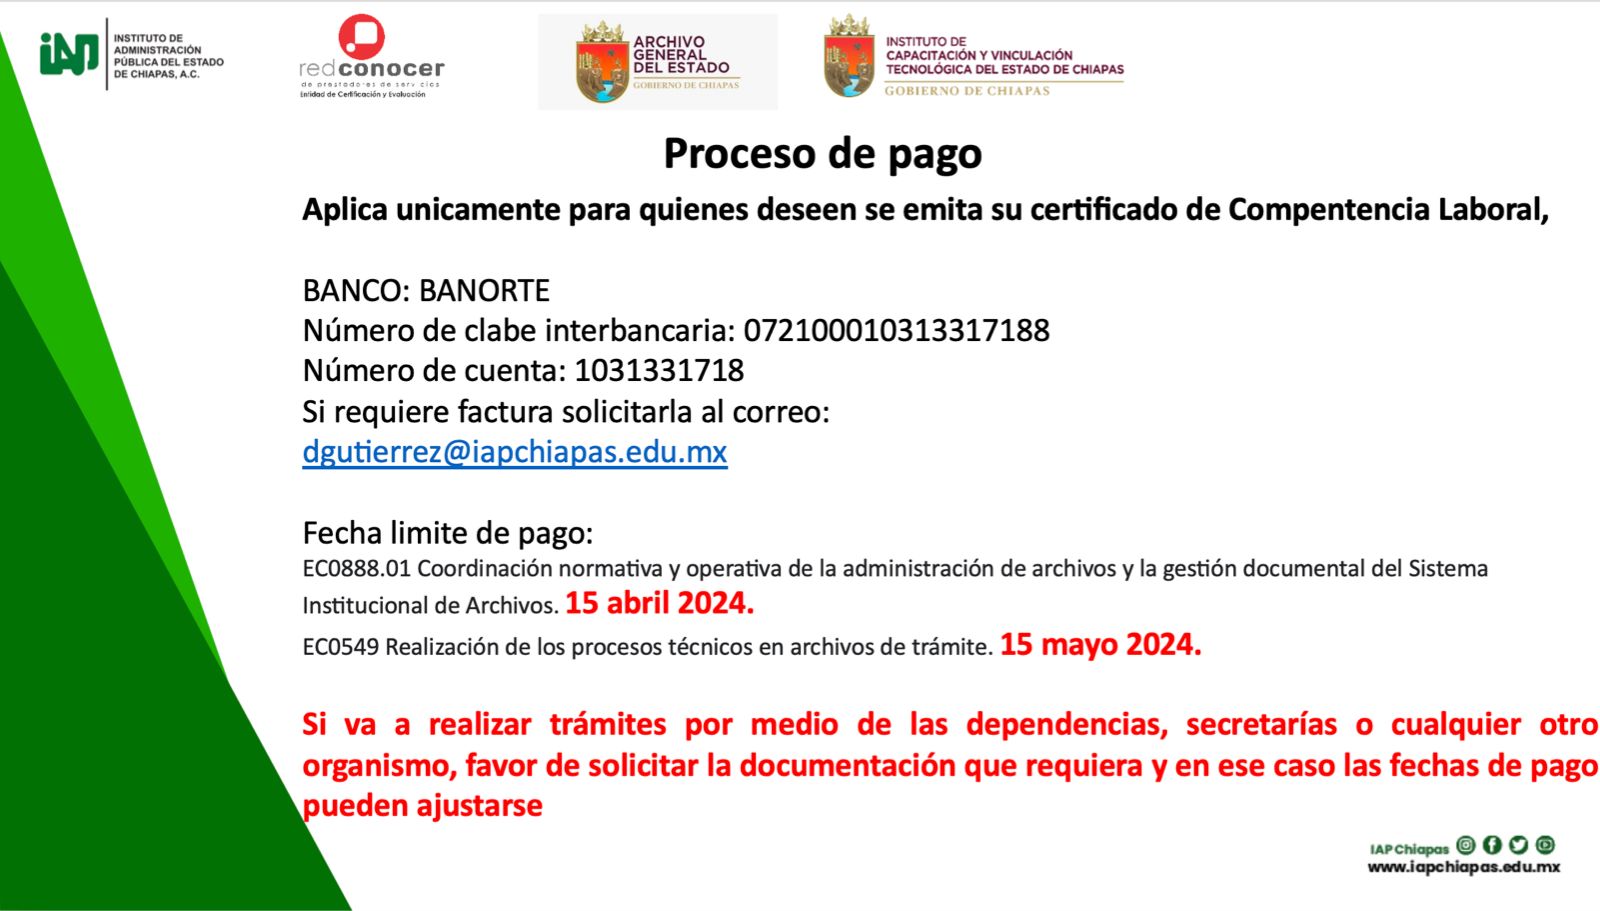 INSTITUTO DE
ADMINISTRACIÓN
PÚBLICA DEL ESTADO
DE CHIAPAS, A.C.
redconocer
de prestadores de servicios
Entidad de Certificación y Evaluación
ARCHIVO
GENERAL
DEL ESTADO
GOBIERNO DE CHIAPAS
INSTITUTO DE
CAPACITACIÓN Y VINCULACIÓN
TECNOLÓGICA DEL ESTADO DE CHIAPAS
GOBIERNO DE CHIAPAS
Proceso de pago
Aplica unicamente para quienes deseen se emita su certificado de Compentencia Laboral,
BANCO: BANORTE
Número de clabe interbancaria: 072100010313317188
Número de cuenta: 1031331718
Si requiere factura solicitarla al correo:
dgutierrez@iapchiapas.edu.mx
Fecha limite de pago:
EC0888.01 Coordinación normativa y operativa de la administración de archivos y la gestión documental del Sistema
Institucional de Archivos. 15 abril 2024.
EC0549 Realización de los procesos técnicos en archivos de trámite. 15 mayo 2024.
Si va a realizar trámites por medio de las dependencias, secretarías o cualquier otro
organismo, favor de solicitar la documentación que requiera y en ese caso las fechas de pago
pueden ajustarse
IAP Chiapas
www.iapchiapas.edu.mx